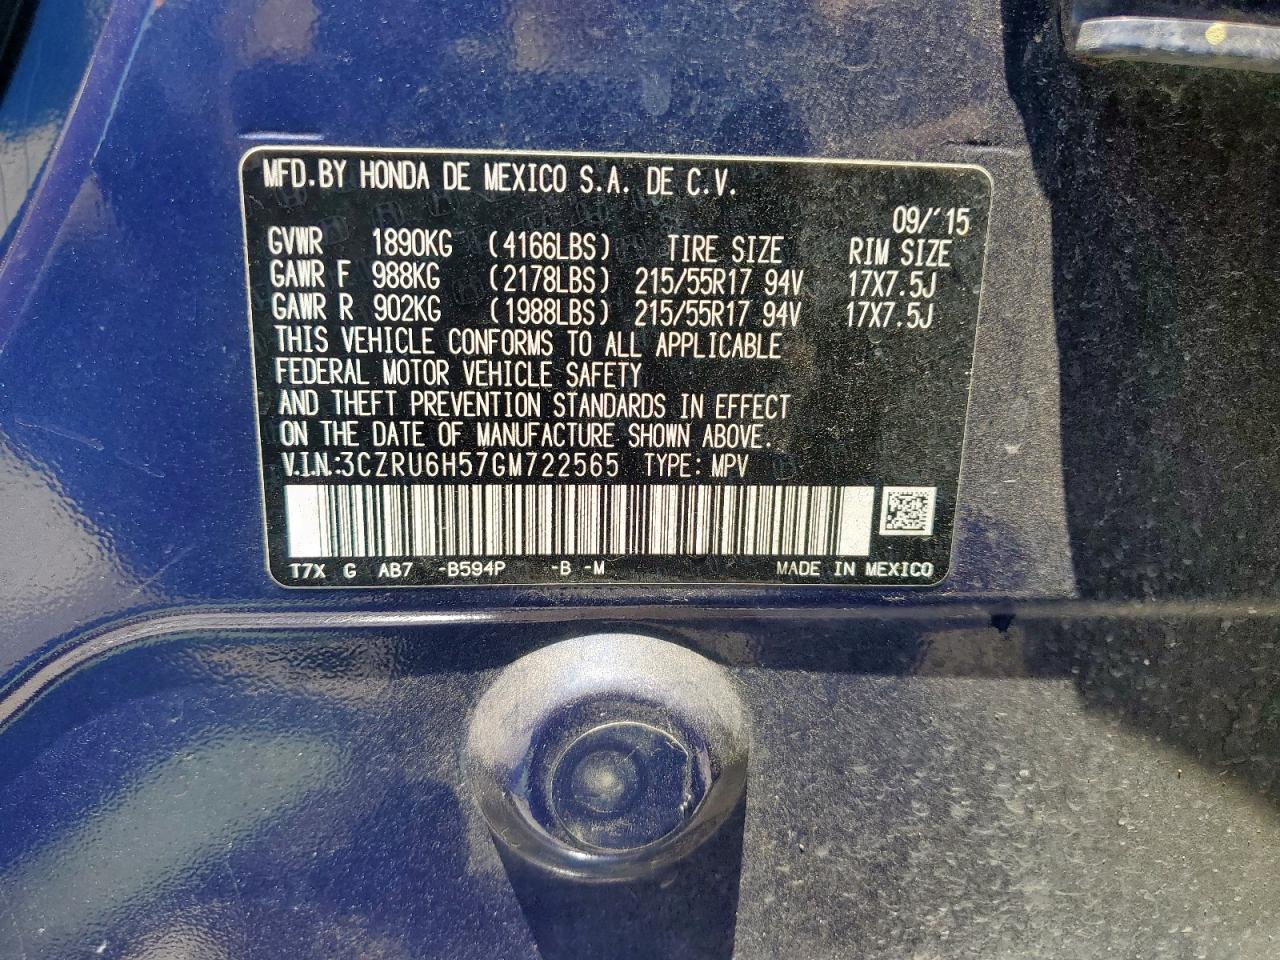 MFD.BY HONDA DE MEXICO S.A. DE C.V.
09/'15
GVWR 1890KG (4166LBS) TIRE SIZE RIM SIZE
GAWR F 988KG (2178LBS) 215/55R17 94V 17X7.5J
GAWR R 902KG (1988LBS) 215/55R17 94V 17X7.5J
THIS VEHICLE CONFORMS TO ALL APPLICABLE
FEDERAL MOTOR VEHICLE SAFETY
AND THEFT PREVENTION STANDARDS IN EFFECT
ON THE DATE OF MANUFACTURE SHOWN ABOVE.
V.I.N.:3CZRU6H57GM722565 TYPE: MPV
T7X G AB7 -B594P -B -M MADE IN MEXICO